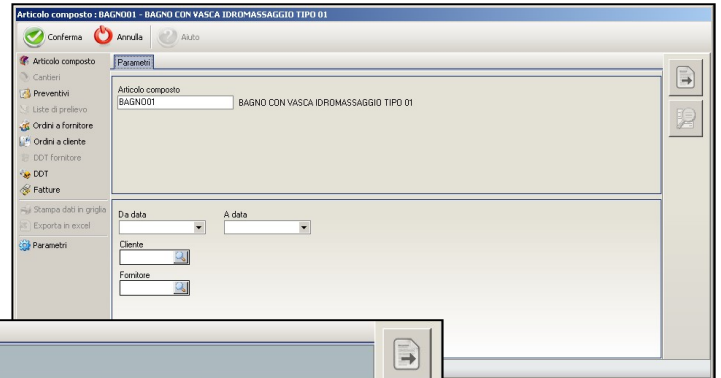 Articolo composto : BAGNO01 - BAGNO CON VASCA IDROMASSAGGIO TIPO 01
Conferma Annulla Aiuto
Articolo composto
Cantieri
Preventivi
Liste di prelievo
Ordini a fornitore
Ordini a cliente
DDT fornitore
DDT
Fatture
Stampa dati in griglia
Exporta in excel
Parametri
Parametri
Articolo composto
BAGNO01 BAGNO CON VASCA IDROMASSAGGIO TIPO 01
Da data A data
Cliente
Fornitore